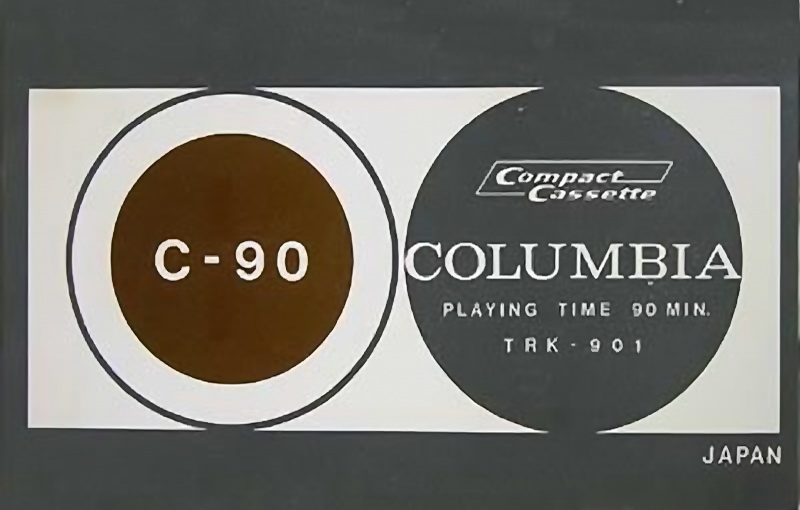 C-90
Compact
Cassette
COLUMBIA
PLAYING TIME 90 MIN.
TRK-901
JAPAN